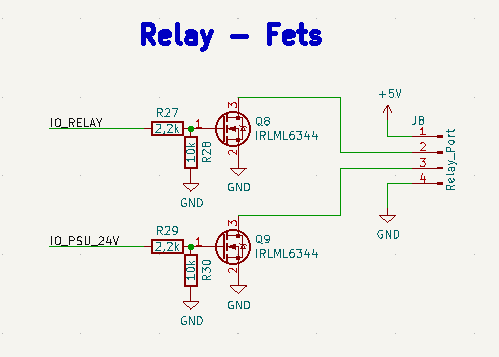 Relay - Fets
+5V
IO_RELAY
R27
2,2k
1
3
2
Q8
IRLML6344
10k
R28
GND
GND
J8
1
2
3
4
Relay_Port
GND
IO_PSU_24V
R29
2,2k
1
3
2
Q9
IRLML6344
10k
R30
GND
GND